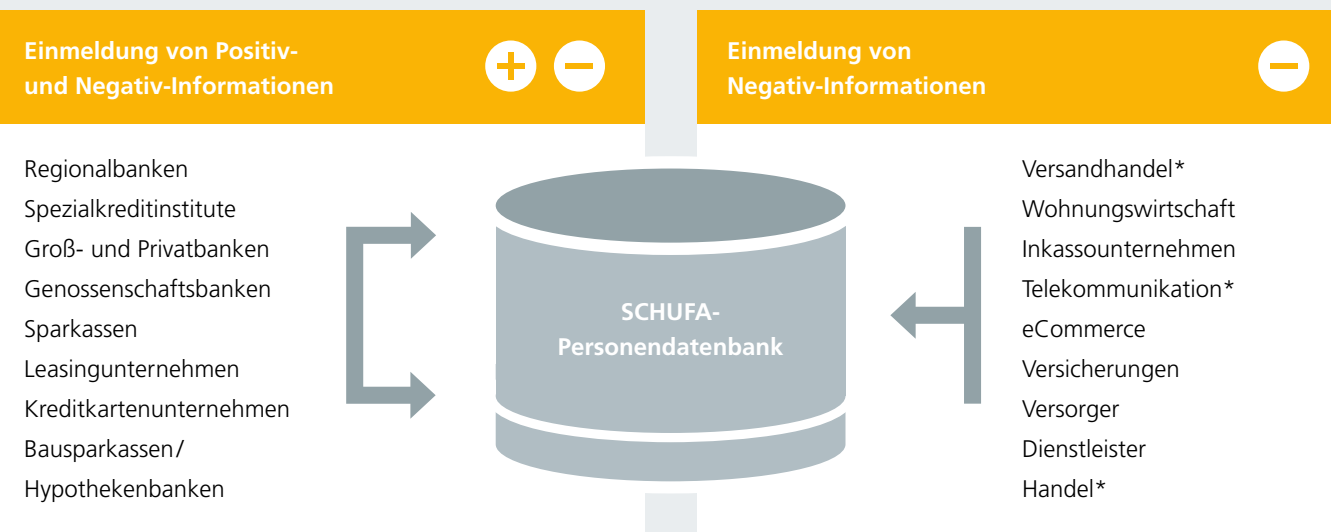 Einmeldung von Positiv-
und Negativ-Informationen
Einmeldung von
Negativ-Informationen
Regionalbanken
Spezialkreditinstitute
Groß- und Privatbanken
Genossenschaftsbanken
Sparkassen
Leasingunternehmen
Kreditkartenunternehmen
Bausparkassen/
Hypothekenbanken
SCHUFA-
Personendatenbank
Versandhandel*
Wohnungswirtschaft
Inkassounternehmen
Telekommunikation*
eCommerce
Versicherungen
Versorger
Dienstleister
Handel*